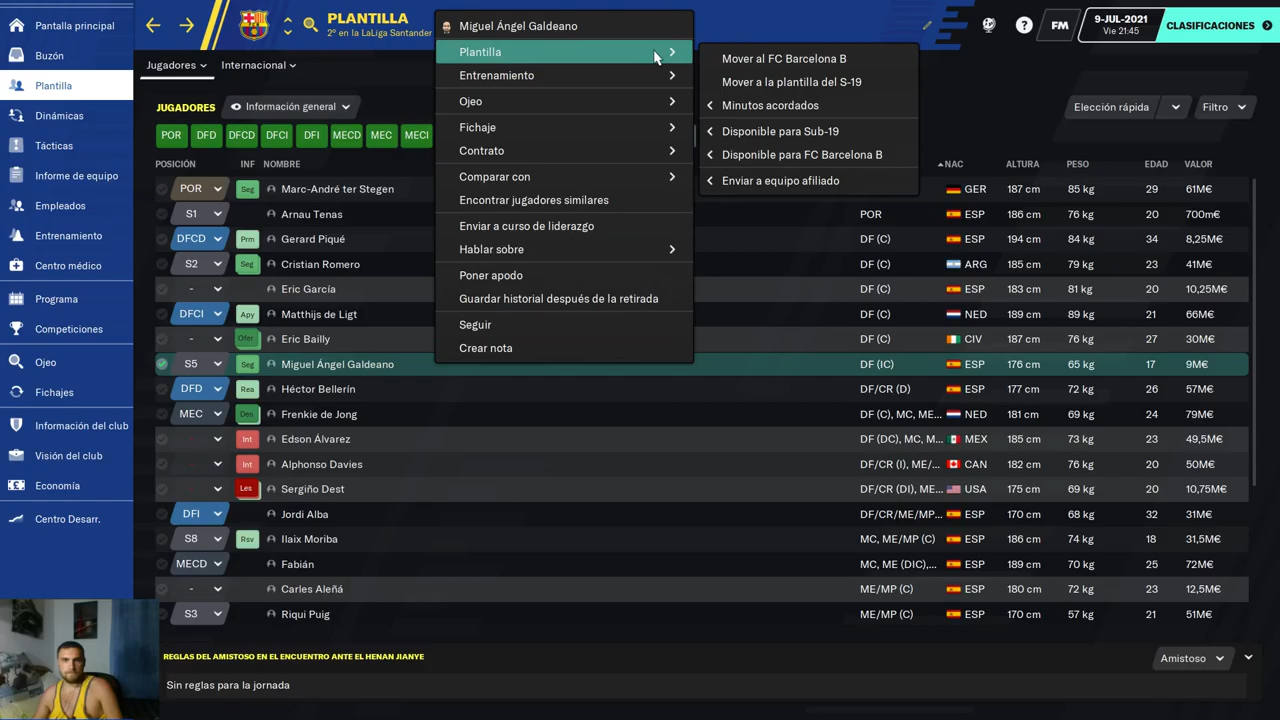 Pantalla principal
Buzón
Plantilla
Dinámicas
Tácticas
Informe de equipo
Empleados
Entrenamiento
Centro médico
Programa
Competiciones
Ojeo
Fichajes
Información del club
Visión del club
Economía
Centro Desarr.
PLANTILLA
2º en la LaLiga Santander
FM
9-JUL-2021
Vie 21:45
CLASIFICACIONES
Jugadores
Internacional
JUGADORES
Información general
Elección rápida
Filtro
POR DFD DFCD DFCI DFI MECD MEC MECI
Miguel Ángel Galdeano
Plantilla
Entrenamiento
Ojeo
Fichaje
Contrato
Comparar con
Encontrar jugadores similares
Enviar a curso de liderazgo
Hablar sobre
Poner apodo
Guardar historial después de la retirada
Seguir
Crear nota
Mover al FC Barcelona B
Mover a la plantilla del S-19
Minutos acordados
Disponible para Sub-19
Disponible para FC Barcelona B
Enviar a equipo afiliado
POSICIÓN INF NOMBRE NAC ALTURA PESO EDAD VALOR
POR Seg Marc-André ter Stegen GER 187 cm 85 kg 29 61M€
S1 Arnau Tenas POR ESP 186 cm 76 kg 20 700m€
DFCD Prm Gerard Piqué DF (C) ESP 194 cm 84 kg 34 8,25M€
S2 Seg Cristian Romero DF (C) ARG 185 cm 79 kg 23 41M€
- Eric García DF (C) ESP 183 cm 81 kg 20 10,25M€
DFCI Apy Matthijs de Ligt DF (C) NED 189 cm 89 kg 21 66M€
- Ofer Eric Bailly DF (C) CIV 187 cm 77 kg 27 30M€
S5 Seg Miguel Ángel Galdeano DF (IC) ESP 176 cm 65 kg 17 9M€
DFD Rea Héctor Bellerín DF/CR (D) ESP 177 cm 72 kg 26 57M€
MEC Des Frenkie de Jong DF (C), MC, ME... NED 181 cm 69 kg 24 79M€
Int Edson Álvarez DF (DC), MC, M... MEX 185 cm 73 kg 23 49,5M€
Int Alphonso Davies DF/CR (I), ME/... CAN 182 cm 76 kg 20 50M€
Les Sergiño Dest DF/CR (DI), ME... USA 175 cm 69 kg 20 10,75M€
DFI Jordi Alba DF/CR/ME/MP... ESP 170 cm 68 kg 32 31M€
S8 Rsv Ilaix Moriba MC, ME/MP (C) ESP 186 cm 74 kg 18 31,5M€
MECD Fabián MC, ME (DIC),... ESP 189 cm 70 kg 25 72M€
- Carles Aleñá ME/MP (C) ESP 180 cm 72 kg 23 12,5M€
S3 Riqui Puig ME/MP (C) ESP 170 cm 57 kg 21 51M€
REGLAS DEL AMISTOSO EN EL ENCUENTRO ANTE EL HENAN JIANYE
Amistoso
Sin reglas para la jornada